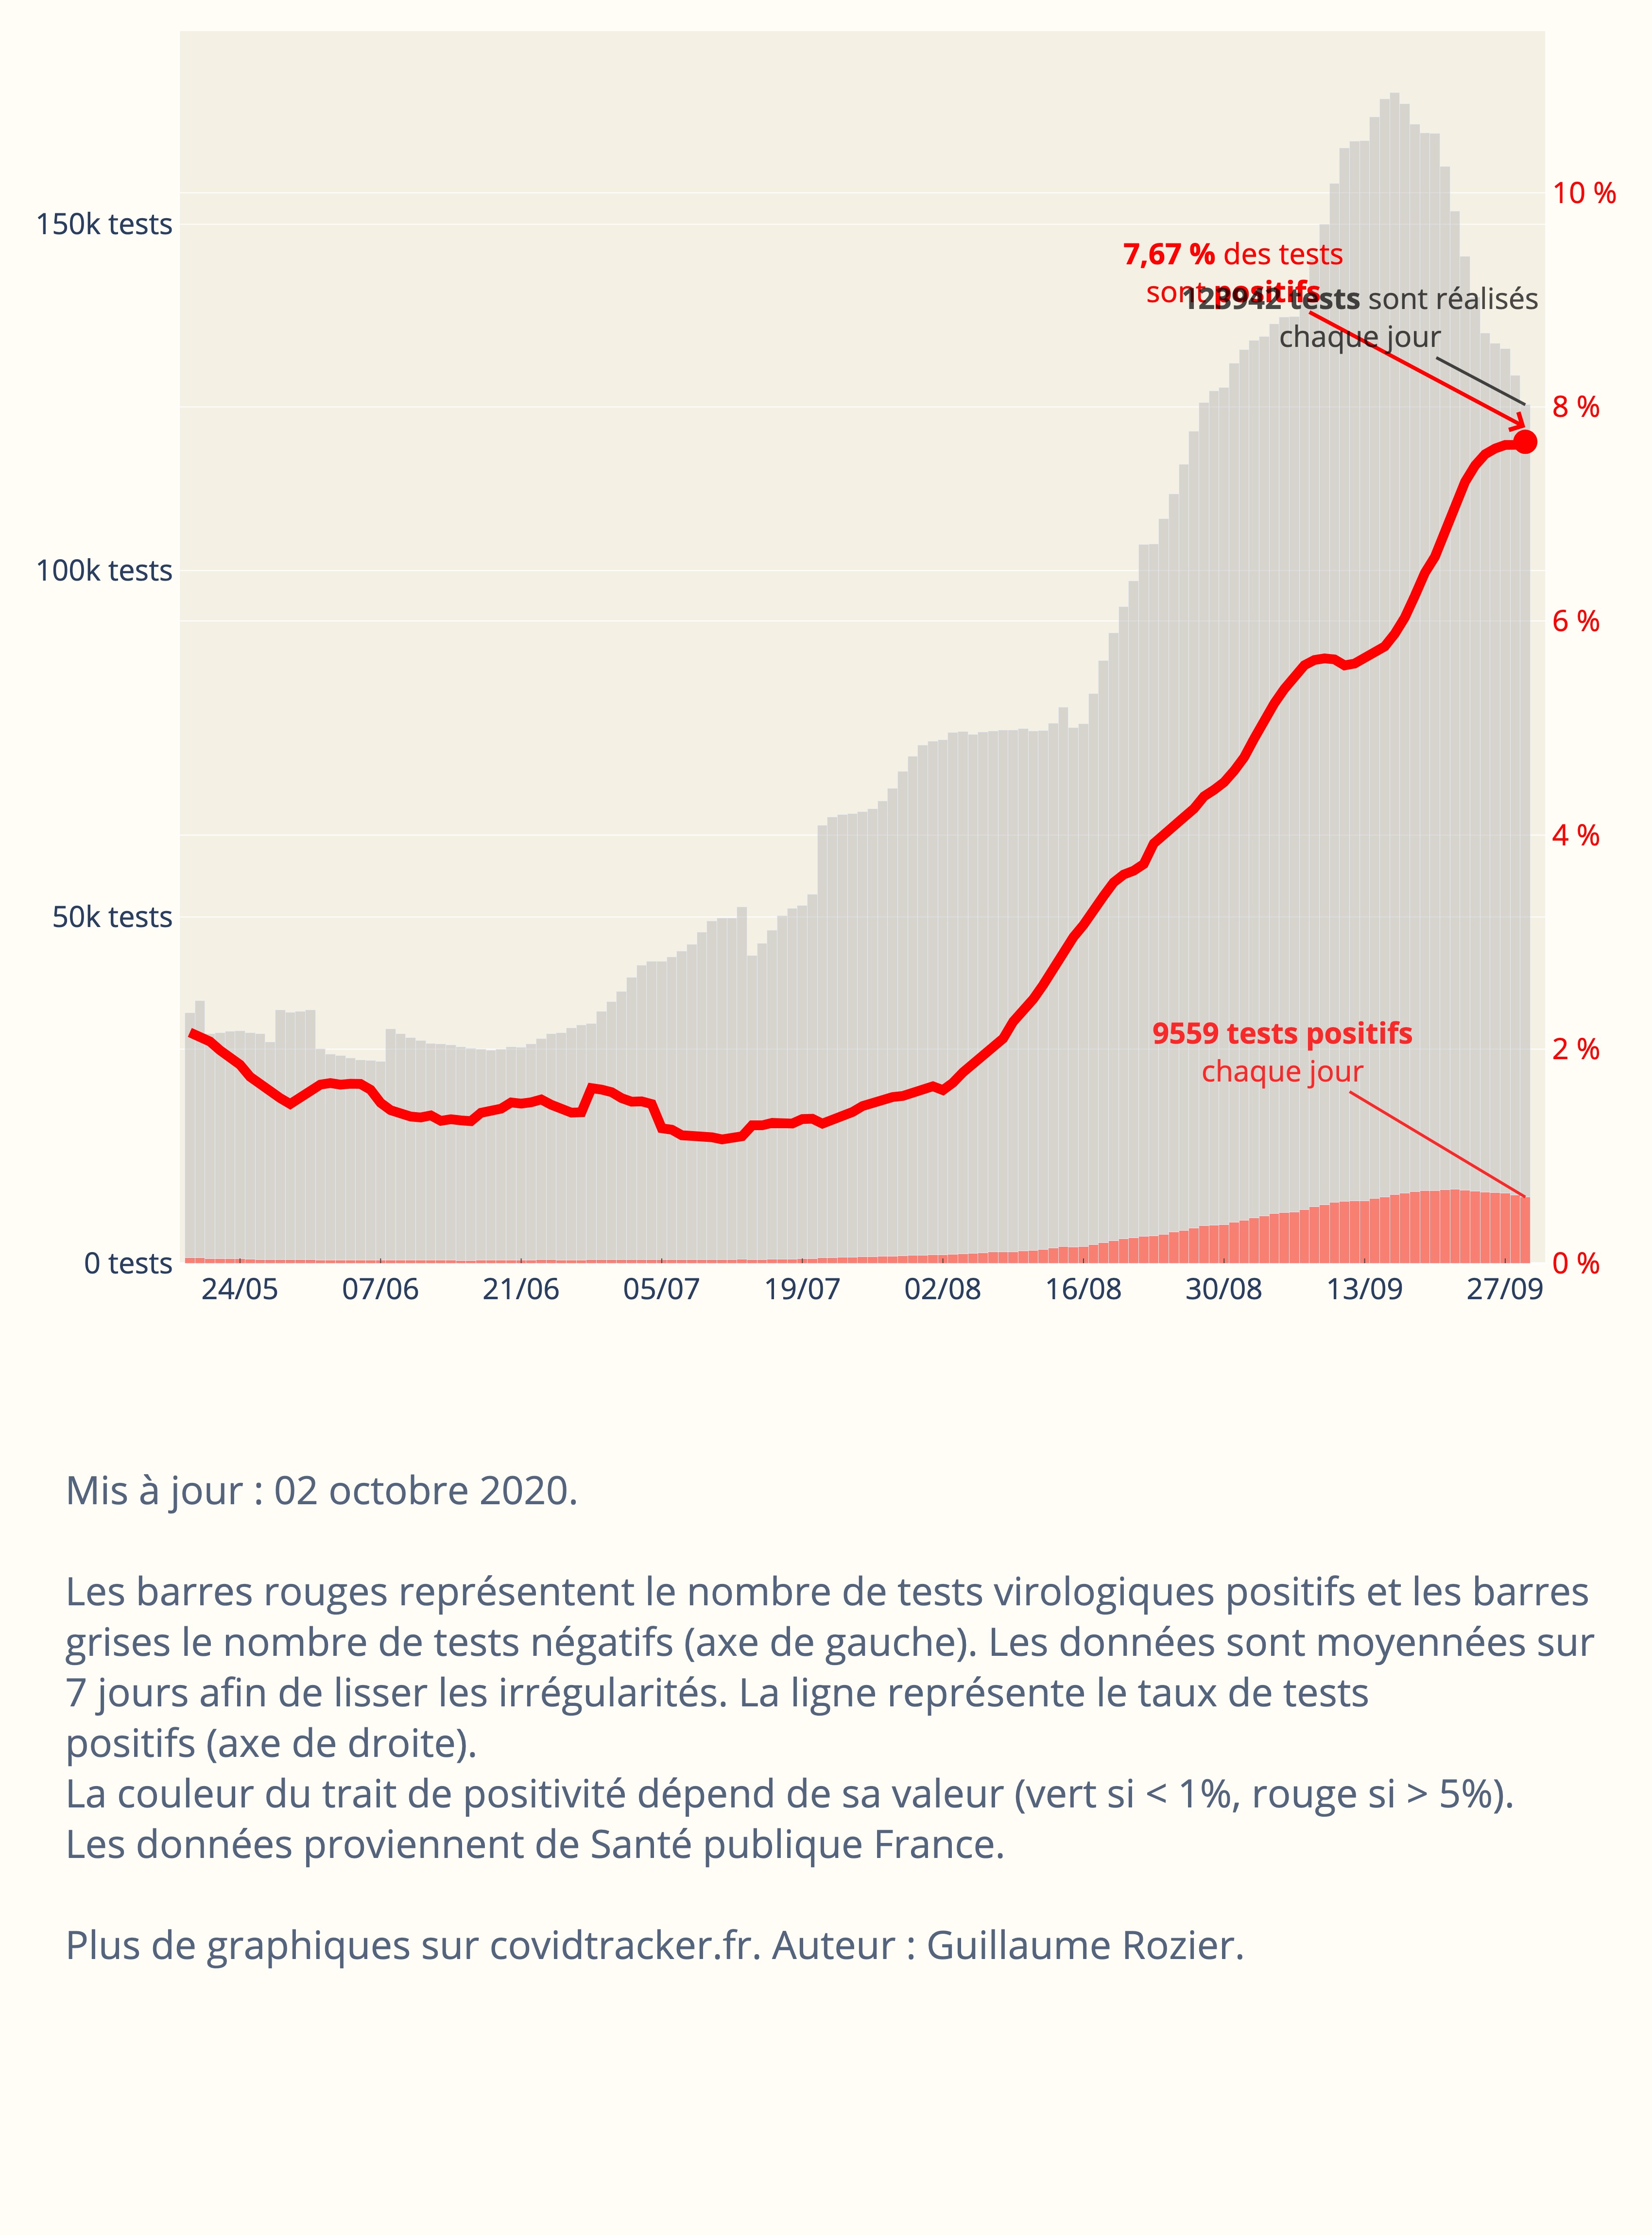 150k tests
100k tests
50k tests
0 tests
10 %
8 %
6 %
4 %
2 %
0 %
7,67 % des tests
sont positifs
123942 tests sont réalisés
chaque jour
9559 tests positifs
chaque jour
24/05 07/06 21/06 05/07 19/07 02/08 16/08 30/08 13/09 27/09
Mis à jour : 02 octobre 2020.
Les barres rouges représentent le nombre de tests virologiques positifs et les barres
grises le nombre de tests négatifs (axe de gauche). Les données sont moyennées sur
7 jours afin de lisser les irrégularités. La ligne représente le taux de tests
positifs (axe de droite).
La couleur du trait de positivité dépend de sa valeur (vert si < 1%, rouge si > 5%).
Les données proviennent de Santé publique France.
Plus de graphiques sur covidtracker.fr. Auteur : Guillaume Rozier.